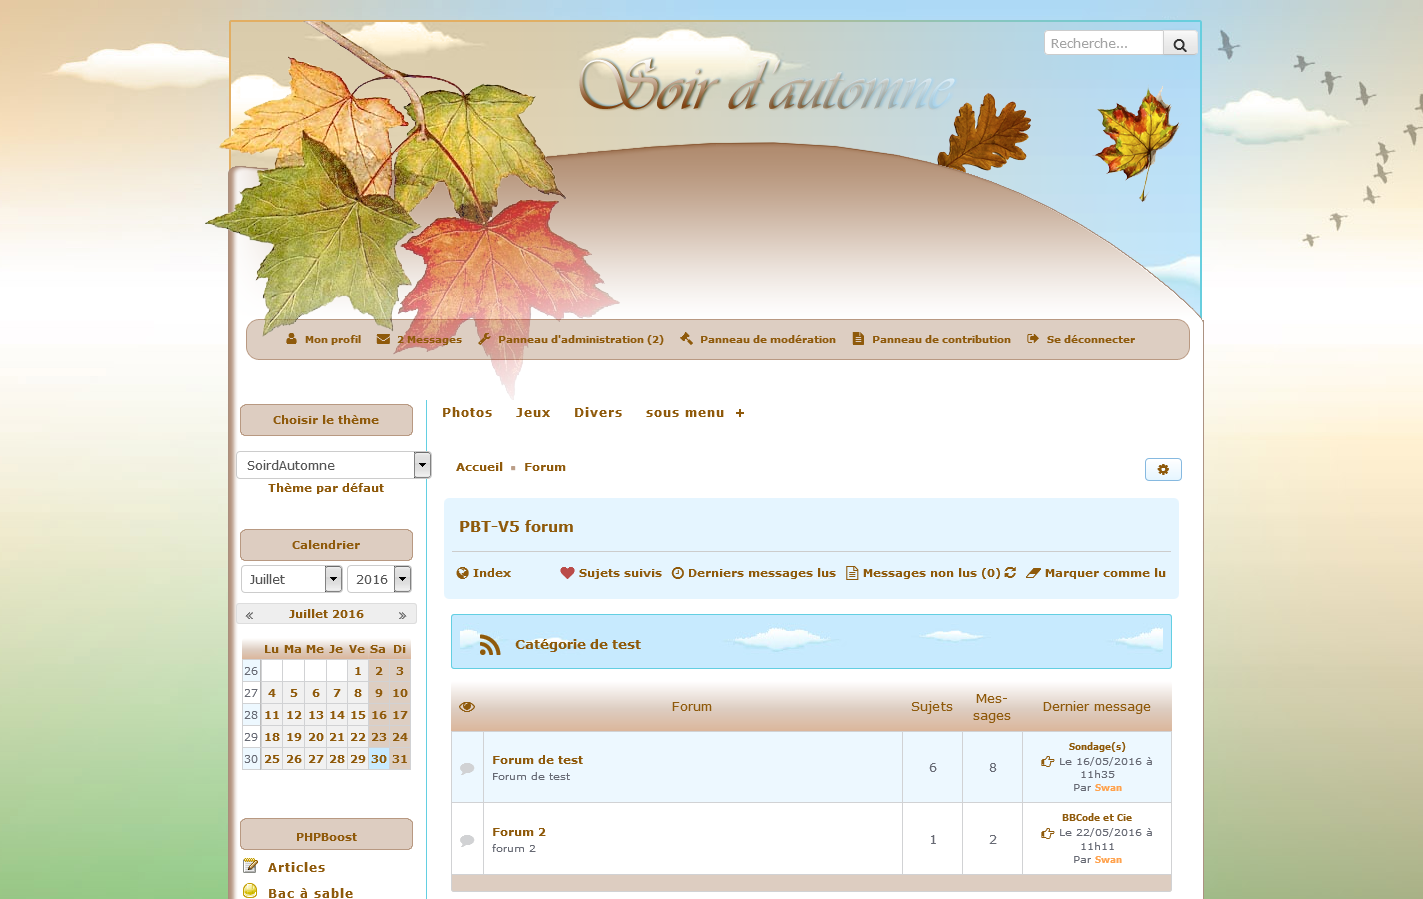 Recherche...
Soir d'automne
Mon profil 2 Messages Panneau d'administration (2) Panneau de modération Panneau de contribution Se déconnecter
Choisir le thème
SoirdAutomne
Thème par défaut
Calendrier
Juillet 2016
« Juillet 2016 »
Lu Ma Me Je Ve Sa Di
26 1 2 3
27 4 5 6 7 8 9 10
28 11 12 13 14 15 16 17
29 18 19 20 21 22 23 24
30 25 26 27 28 29 30 31
PHPBoost
Articles
Bac à sable
Photos Jeux Divers sous menu +
Accueil Forum
PBT-V5 forum
Index Sujets suivis Derniers messages lus Messages non lus (0) Marquer comme lu
Catégorie de test
Forum Sujets Mes-
sages Dernier message
Forum de test
Forum de test
6 8
Sondage(s)
Le 16/05/2016 à
11h35
Par Swan
Forum 2
forum 2
1 2
BBCode et Cie
Le 22/05/2016 à
11h11
Par Swan